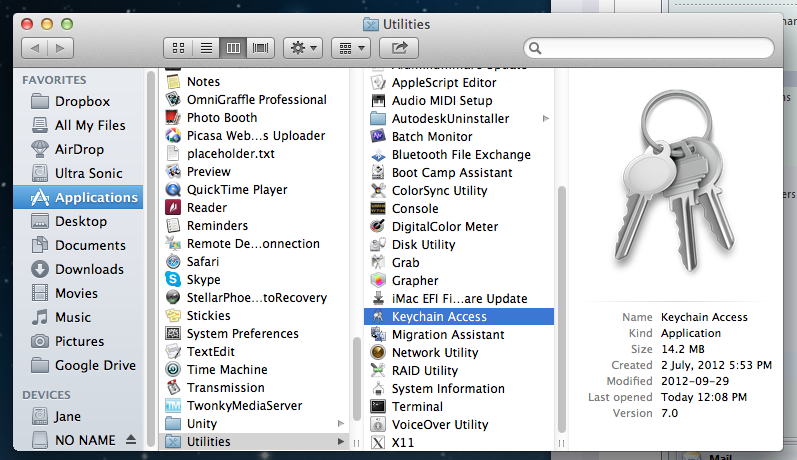 Utilities
FAVORITES
Dropbox
All My Files
AirDrop
Ultra Sonic
Applications
Desktop
Documents
Downloads
Movies
Music
Pictures
Google Drive
DEVICES
Jane
NO NAME
Notes
OmniGraffle Professional
Photo Booth
Picasa Web...s Uploader
placeholder.txt
Preview
QuickTime Player
Reader
Reminders
Remote De...onnection
Safari
Skype
StellarPhoe...toRecovery
Stickies
System Preferences
TextEdit
Time Machine
Transmission
TwonkyMediaServer
Unity
Utilities
AppleScript Editor
Audio MIDI Setup
AutodeskUninstaller
Batch Monitor
Bluetooth File Exchange
Boot Camp Assistant
ColorSync Utility
Console
DigitalColor Meter
Disk Utility
Grab
Grapher
iMac EFI Fi...are Update
Keychain Access
Migration Assistant
Network Utility
RAID Utility
System Information
Terminal
VoiceOver Utility
X11
Name Keychain Access
Kind Application
Size 14.2 MB
Created 2 July, 2012 5:53 PM
Modified 2012-09-29
Last opened Today 12:08 PM
Version 7.0
Mail